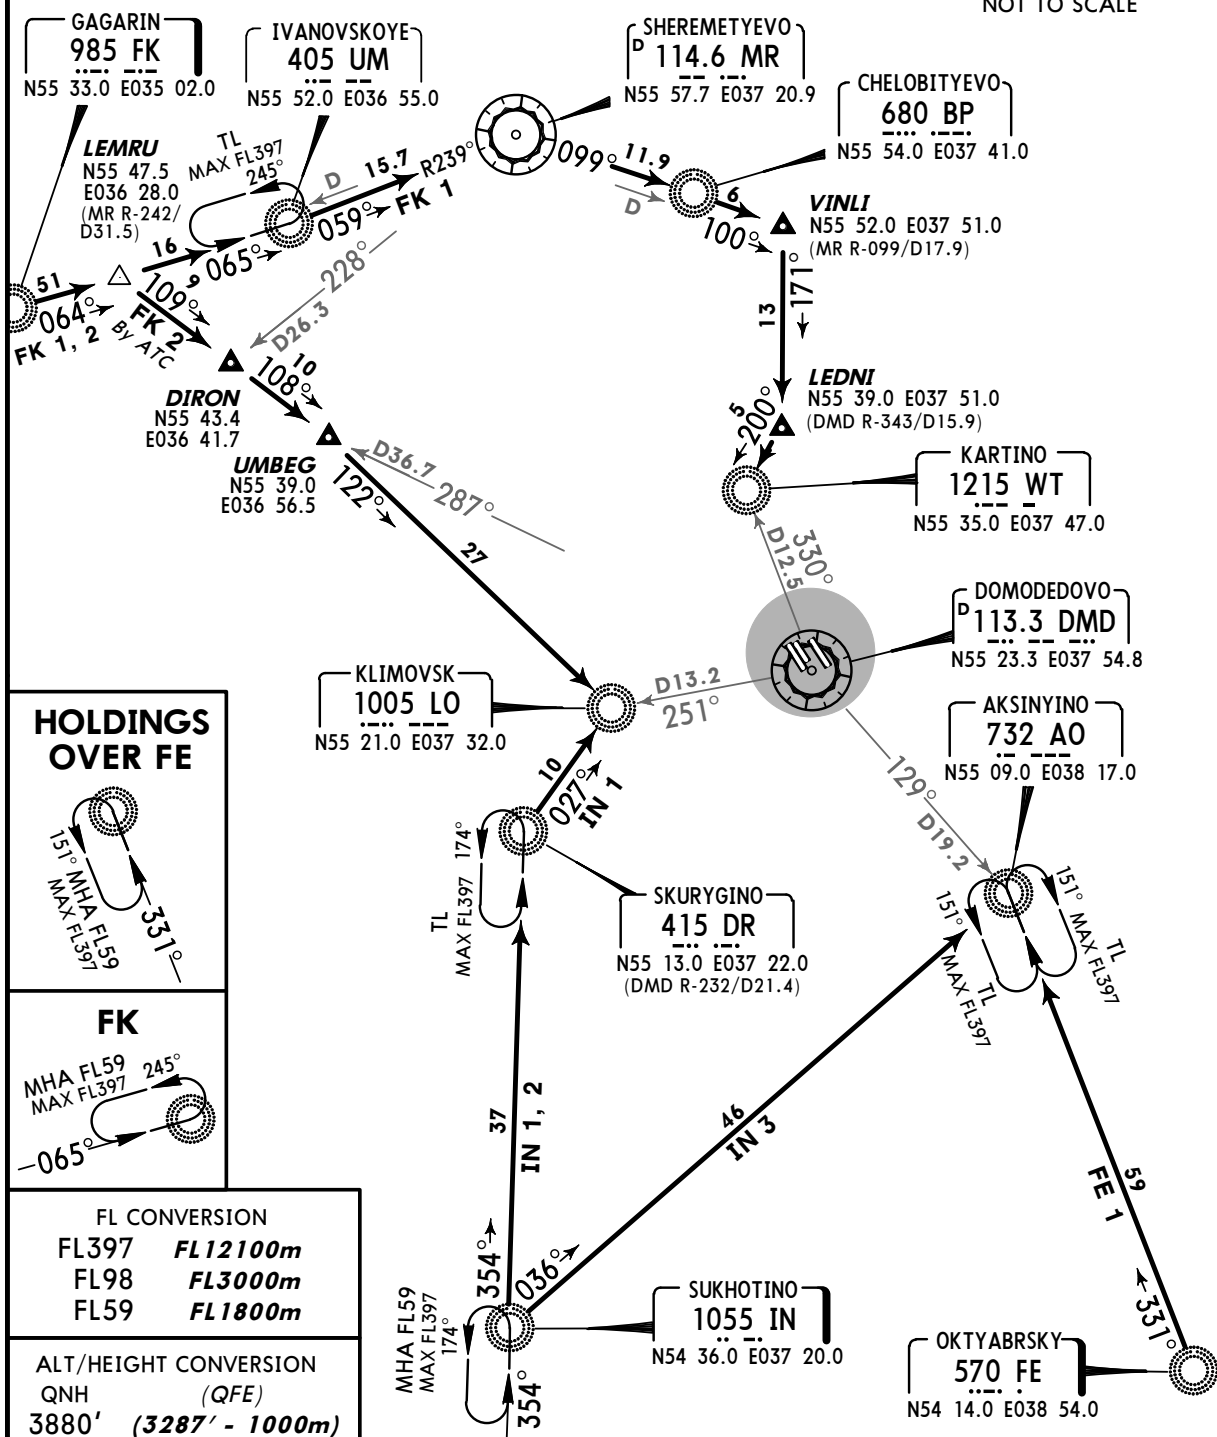 NOT TO SCALE
GAGARIN
985 FK
N55 33.0 E035 02.0
IVANOVSKOYE
405 UM
N55 52.0 E036 55.0
SHEREMETYEVO
D 114.6 MR
N55 57.7 E037 20.9
CHELOBITYEVO
680 BP
N55 54.0 E037 41.0
LEMRU
N55 47.5
E036 28.0
(MR R-242/
D31.5)
TL
MAX FL397
245°
D
15.7
R239°
059°
FK 1
099°
11.9
D
6
100°
VINLI
N55 52.0 E037 51.0
(MR R-099/D17.9)
16
065°
9
51
064°
FK 1, 2
109°
FK 2
By ATC
228°
D26.3
171°
13
DIRON
N55 43.4
E036 41.7
10
108°
LEDNI
N55 39.0 E037 51.0
(DMD R-343/D15.9)
5
200°
UMBEG
N55 39.0
E036 56.5
122°
D36.7
287°
27
KARTINO
1215 WT
N55 35.0 E037 47.0
330°
D12.5
DOMODEDOVO
D 113.3 DMD
N55 23.3 E037 54.8
KLIMOVSK
1005 LO
N55 21.0 E037 32.0
D13.2
251°
AKSINYINO
732 AO
N55 09.0 E038 17.0
129°
D19.2
10
027°
IN 1
HOLDINGS
OVER FE
151° MHA FL59
MAX FL397
331°
174°
TL
MAX FL397
SKURYGINO
415 DR
N55 13.0 E037 22.0
(DMD R-232/D21.4)
151°
TL
MAX FL397
151°
TL
MAX FL397
FK
MHA FL59
MAX FL397
245°
065°
37
IN 1, 2
46
IN 3
59
FE 1
FL CONVERSION
FL397 FL12100m
FL98 FL3000m
FL59 FL1800m
354°
036°
MHA FL59
MAX FL397
174°
354°
SUKHOTINO
1055 IN
N54 36.0 E037 20.0
331°
OKTYABRSKY
570 FE
N54 14.0 E038 54.0
ALT/HEIGHT CONVERSION
QNH (QFE)
3880' (3287' - 1000m)